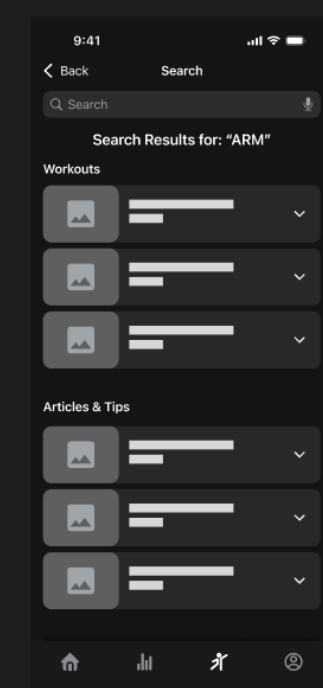 9:41
Back
Search
Search
Search Results for: “ARM”
Workouts
Articles & Tips